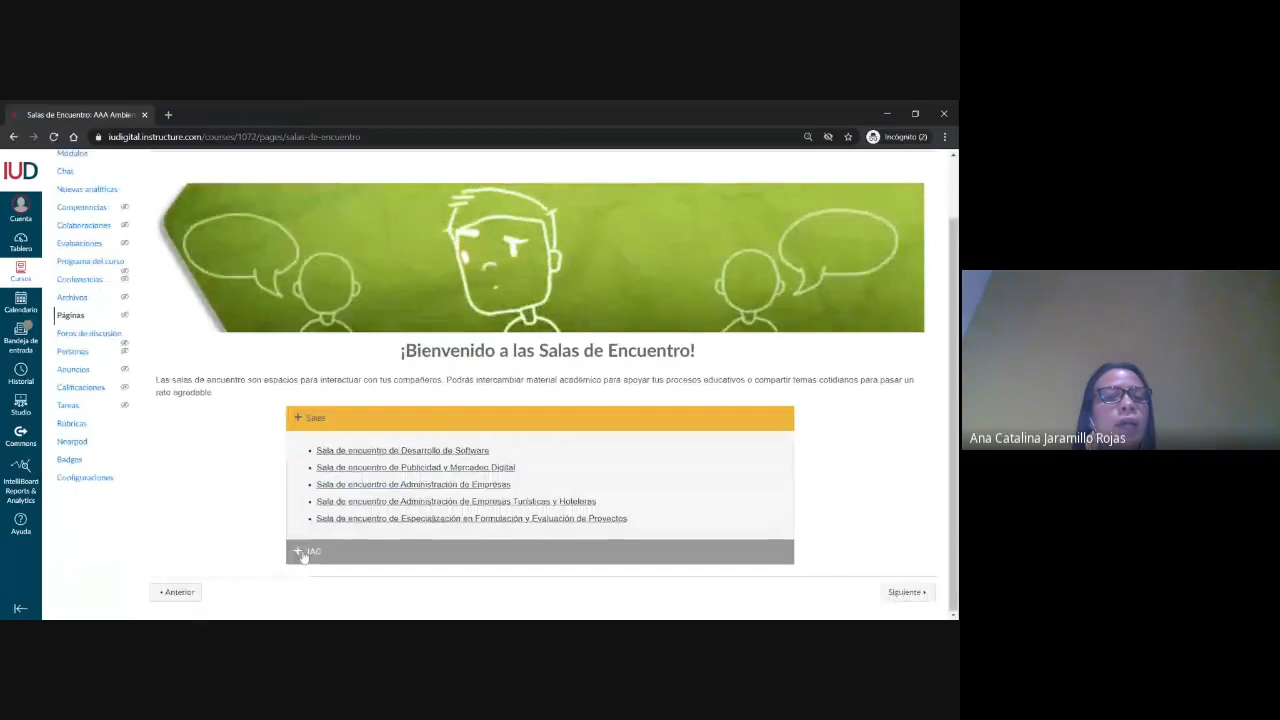 Salas de Encuentro: AAA Ambien
iudigital.instructure.com/courses/1072/pages/salas-de-encuentro
Incógnito (2)
IUD
Cuenta
Tablero
Cursos
Calendario
Bandeja de
entrada
Historial
Studio
Commons
IntelliBoard
Reports &
Analytics
Ayuda
Módulos
Chat
Nuevas analíticas
Competencias
Colaboraciones
Evaluaciones
Programa del curso
Conferencias
Archivos
Páginas
Foros de discusión
Personas
Anuncios
Calificaciones
Tareas
Rúbricas
Nearpod
Badges
Configuraciones
¡Bienvenido a las Salas de Encuentro!
Las salas de encuentro son espacios para interactuar con tus compañeros. Podrás intercambiar material académico para apoyar tus procesos educativos o compartir temas cotidianos para pasar un
rato agradable
+ Salas
• Sala de encuentro de Desarrollo de Software
• Sala de encuentro de Publicidad y Mercadeo Digital
• Sala de encuentro de Administración de Empresas
• Sala de encuentro de Administración de Empresas Turísticas y Hoteleras
• Sala de encuentro de Especialización en Formulación y Evaluación de Proyectos
Anterior
Siguiente
Ana Catalina Jaramillo Rojas